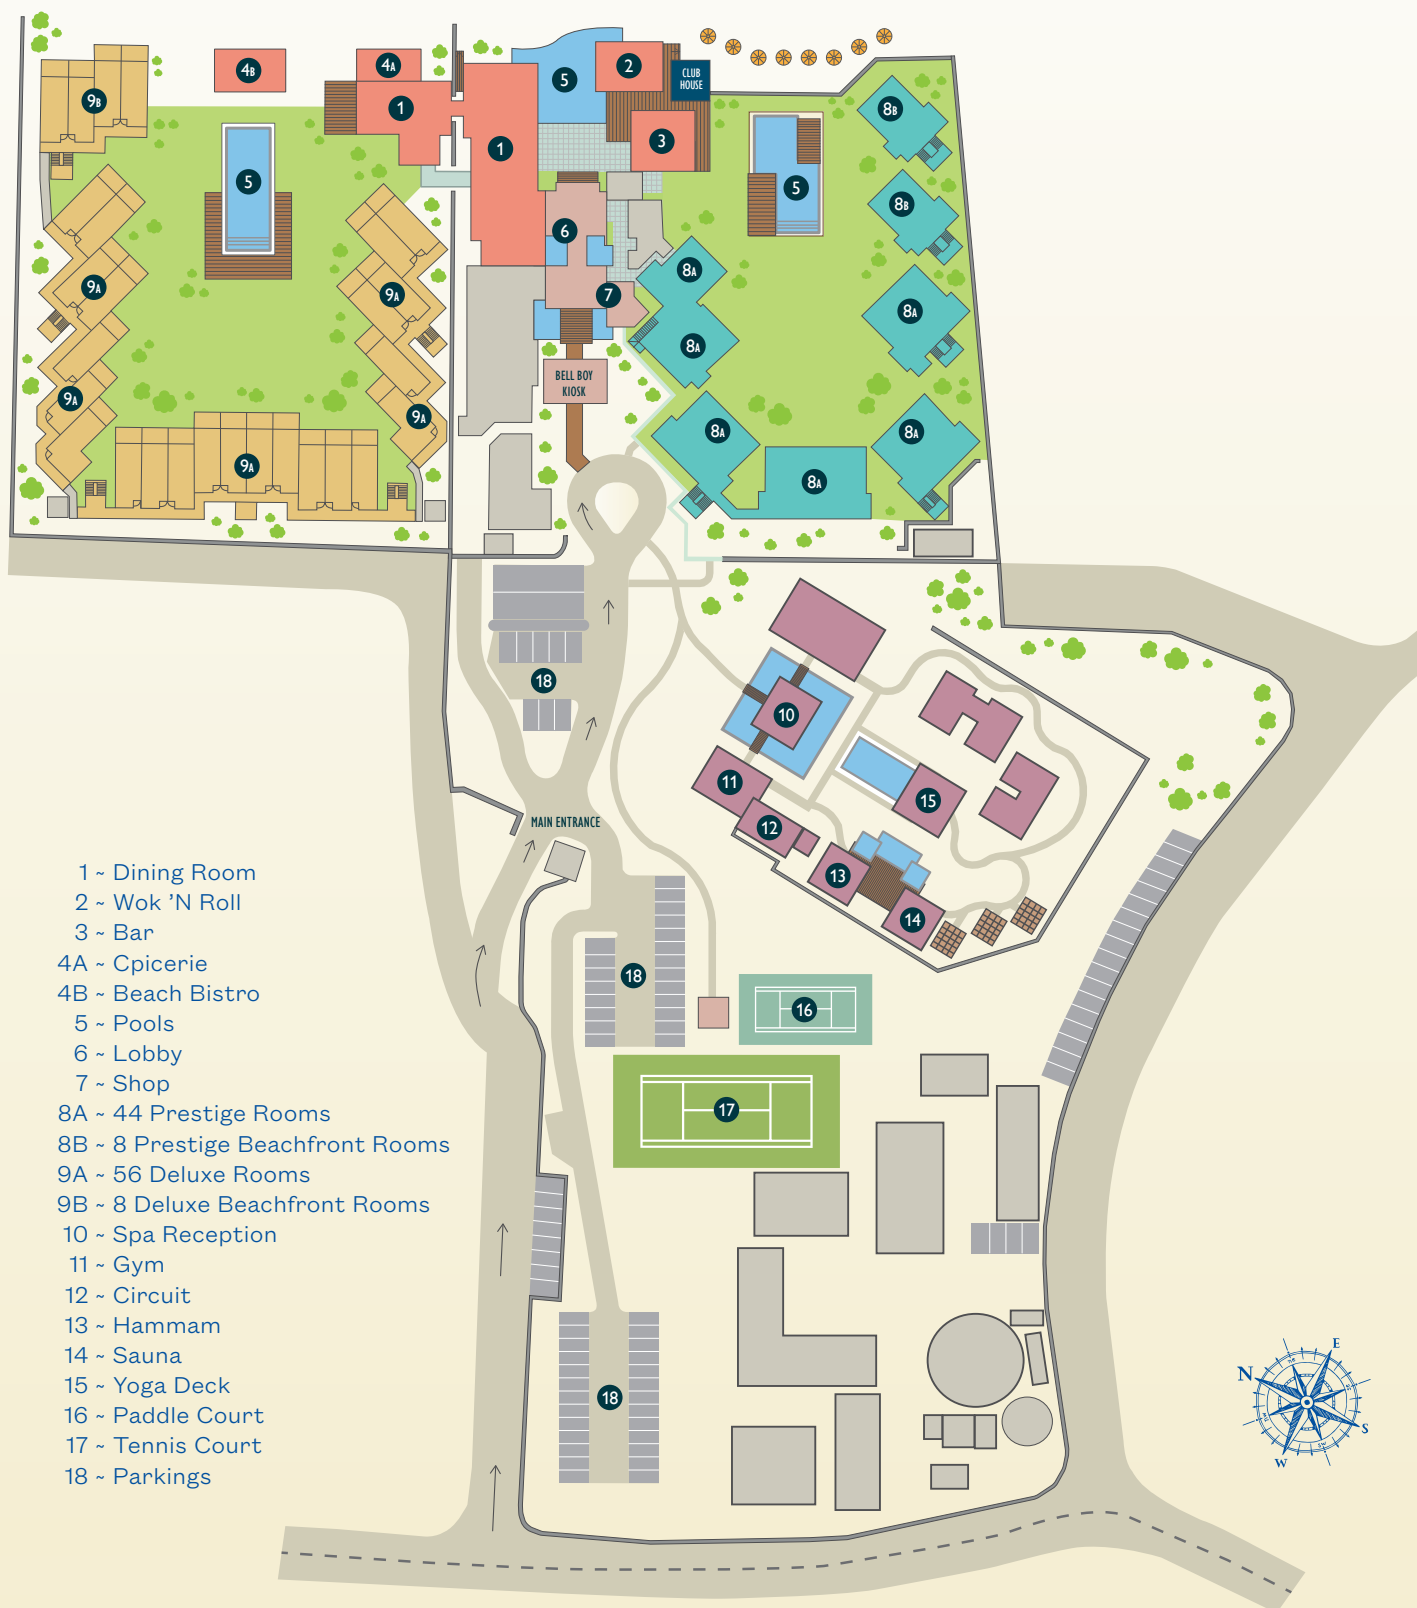 4B
4A
5
2
CLUB
HOUSE
9B
1
8B
3
1
5
5
8B
6
8A
9A
9A
7
8A
8A
BELL BOY
KIOSK
9A
9A
8A
8A
9A
8A
18
10
11
15
MAIN ENTRANCE
12
13
14
18
16
17
18
1 ~ Dining Room
2 ~ Wok ’N Roll
3 ~ Bar
4A ~ Cpicerie
4B ~ Beach Bistro
5 ~ Pools
6 ~ Lobby
7 ~ Shop
8A ~ 44 Prestige Rooms
8B ~ 8 Prestige Beachfront Rooms
9A ~ 56 Deluxe Rooms
9B ~ 8 Deluxe Beachfront Rooms
10 ~ Spa Reception
11 ~ Gym
12 ~ Circuit
13 ~ Hammam
14 ~ Sauna
15 ~ Yoga Deck
16 ~ Paddle Court
17 ~ Tennis Court
18 ~ Parkings
E
N
S
W